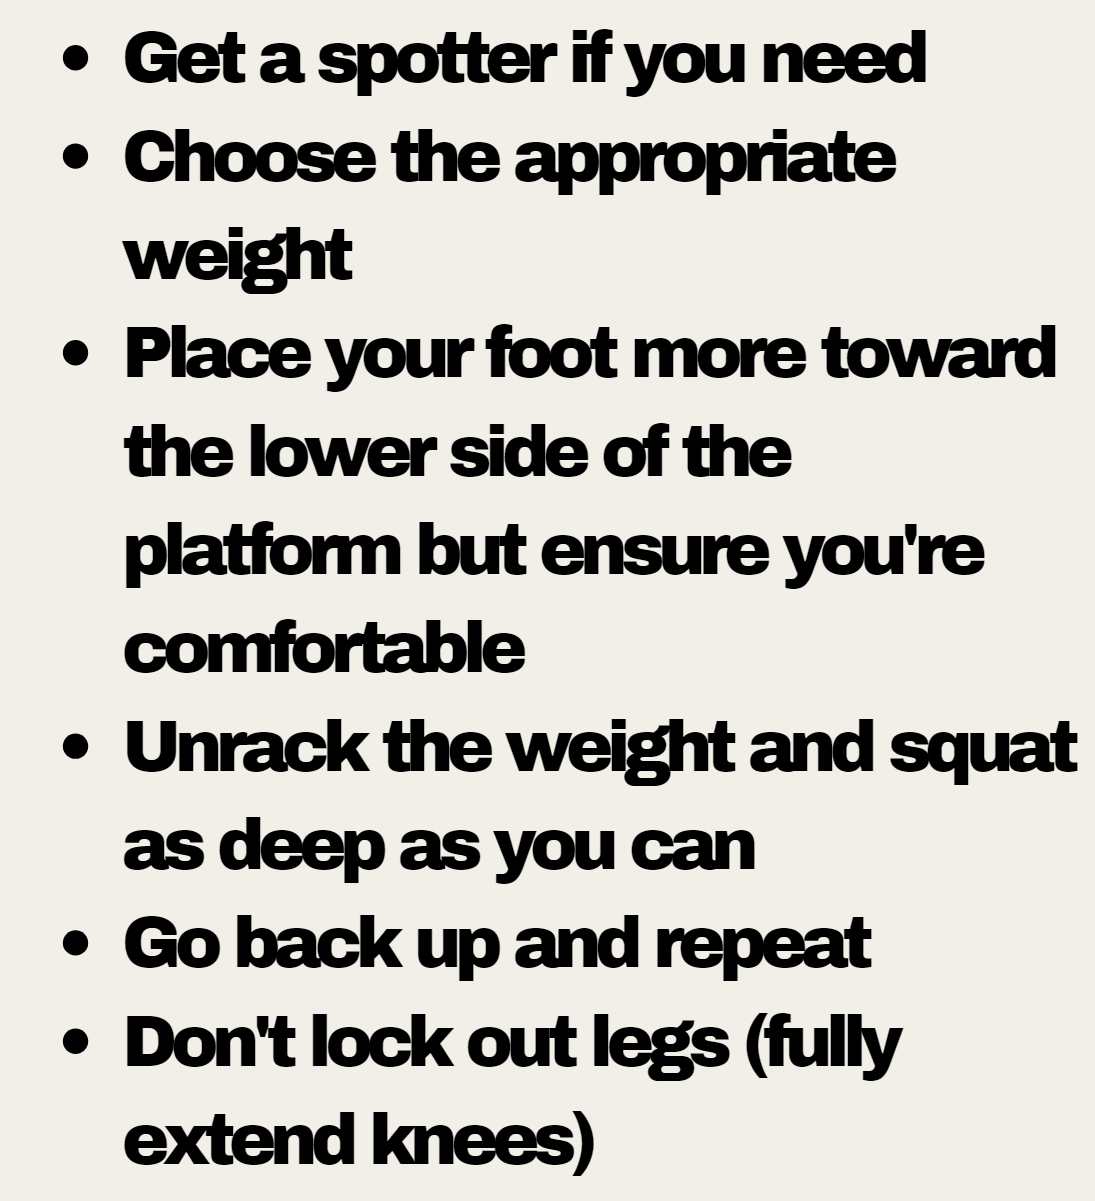 • Get a spotter if you need
• Choose the appropriate
weight
• Place your foot more toward
the lower side of the
platform but ensure you're
comfortable
• Unrack the weight and squat
as deep as you can
• Go back up and repeat
• Don't lock out legs (fully
extend knees)